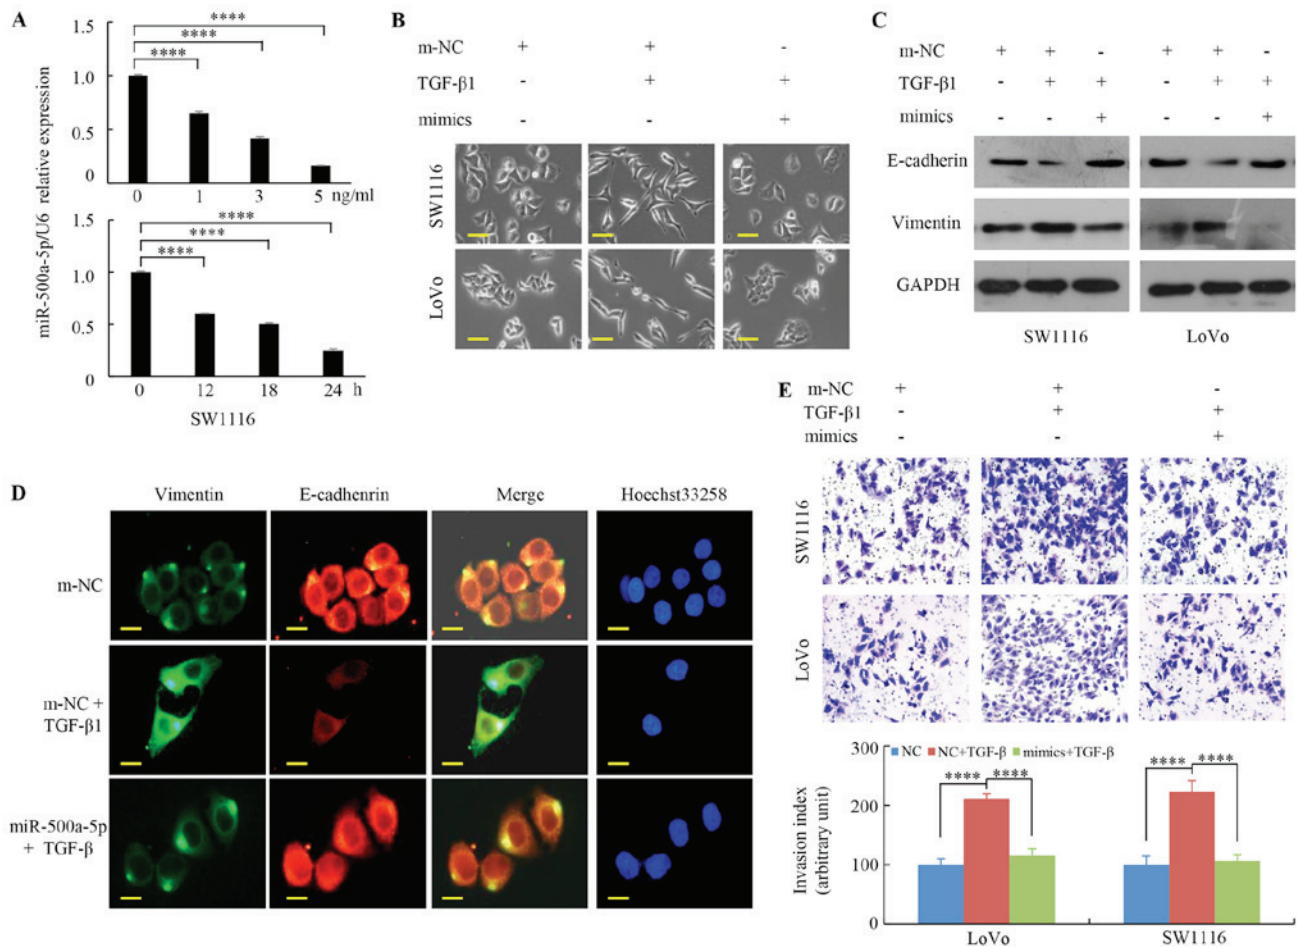 A
miR-500a-5p/U6 relative expression
1.5
1.0
0.5
0
****
****
****
0 1 3 5 ng/ml
1.5
1.0
0.5
0
****
****
****
0 12 18 24 h
SW1116
B
m-NC + + -
TGF-β1 - + +
mimics - - +
SW1116
LoVo
C
m-NC + + - + + -
TGF-β1 - + + - + +
mimics - - + - - +
E-cadherin
Vimentin
GAPDH
SW1116 LoVo
D
Vimentin E-cadhenrin Merge Hoechst33258
m-NC
m-NC +
TGF-β1
miR-500a-5p
+ TGF-β
E
m-NC + + -
TGF-β1 - + +
mimics - - +
SW1116
LoVo
Invasion index
(arbitrary unit)
300
200
100
0
NC NC+TGF-β mimics+TGF-β
**** **** **** ****
LoVo SW1116